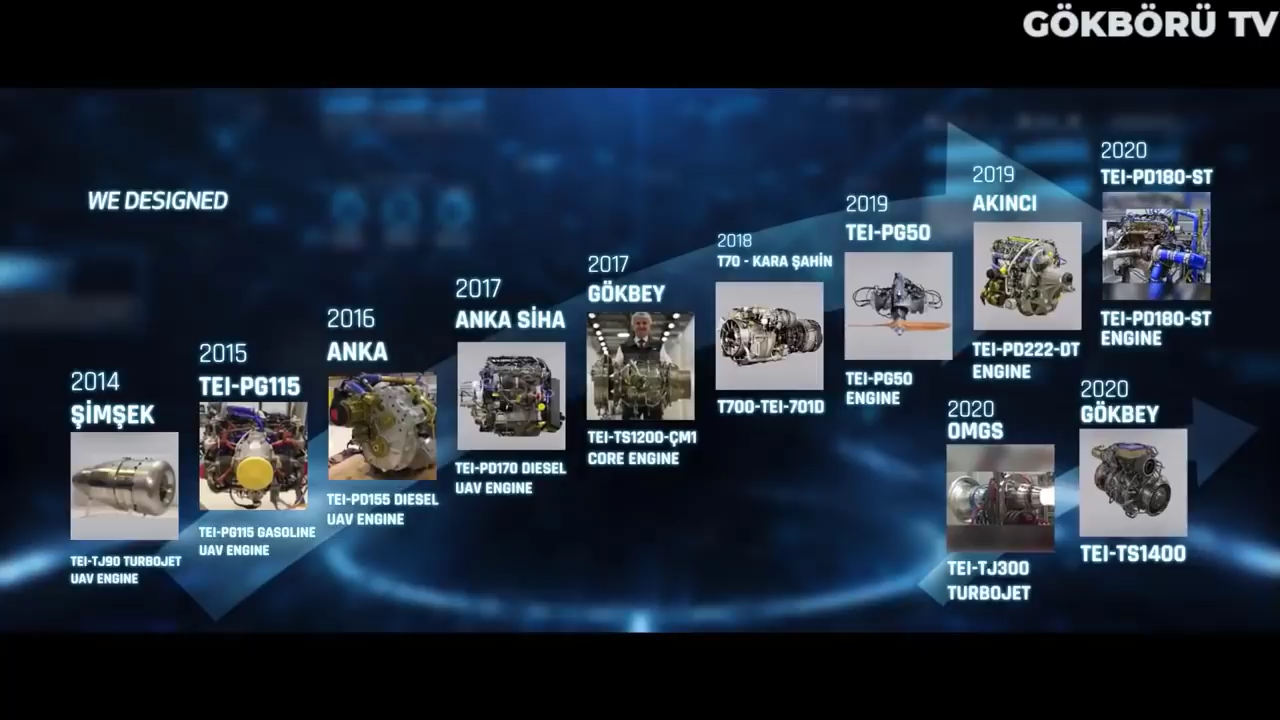 GÖKBÖRÜ TV
WE DESIGNED
2014
ŞİMŞEK
TEI-TJ90 TURBOJET
UAV ENGINE
2015
TEI-PG115
TEI-PG115 GASOLINE
UAV ENGINE
2016
ANKA
TEI-PD155 DIESEL
UAV ENGINE
2017
ANKA SİHA
TEI-PD170 DIESEL
UAV ENGINE
2017
GÖKBEY
TEI-TS1200-ÇM1
CORE ENGINE
2018
T70 - KARA ŞAHİN
T700-TEI-701D
2019
TEI-PG50
TEI-PG50
ENGINE
2019
AKINCI
TEI-PD222-DT
ENGINE
2020
TEI-PD180-ST
TEI-PD180-ST
ENGINE
2020
OMGS
TEI-TJ300
TURBOJET
2020
GÖKBEY
TEI-TS1400